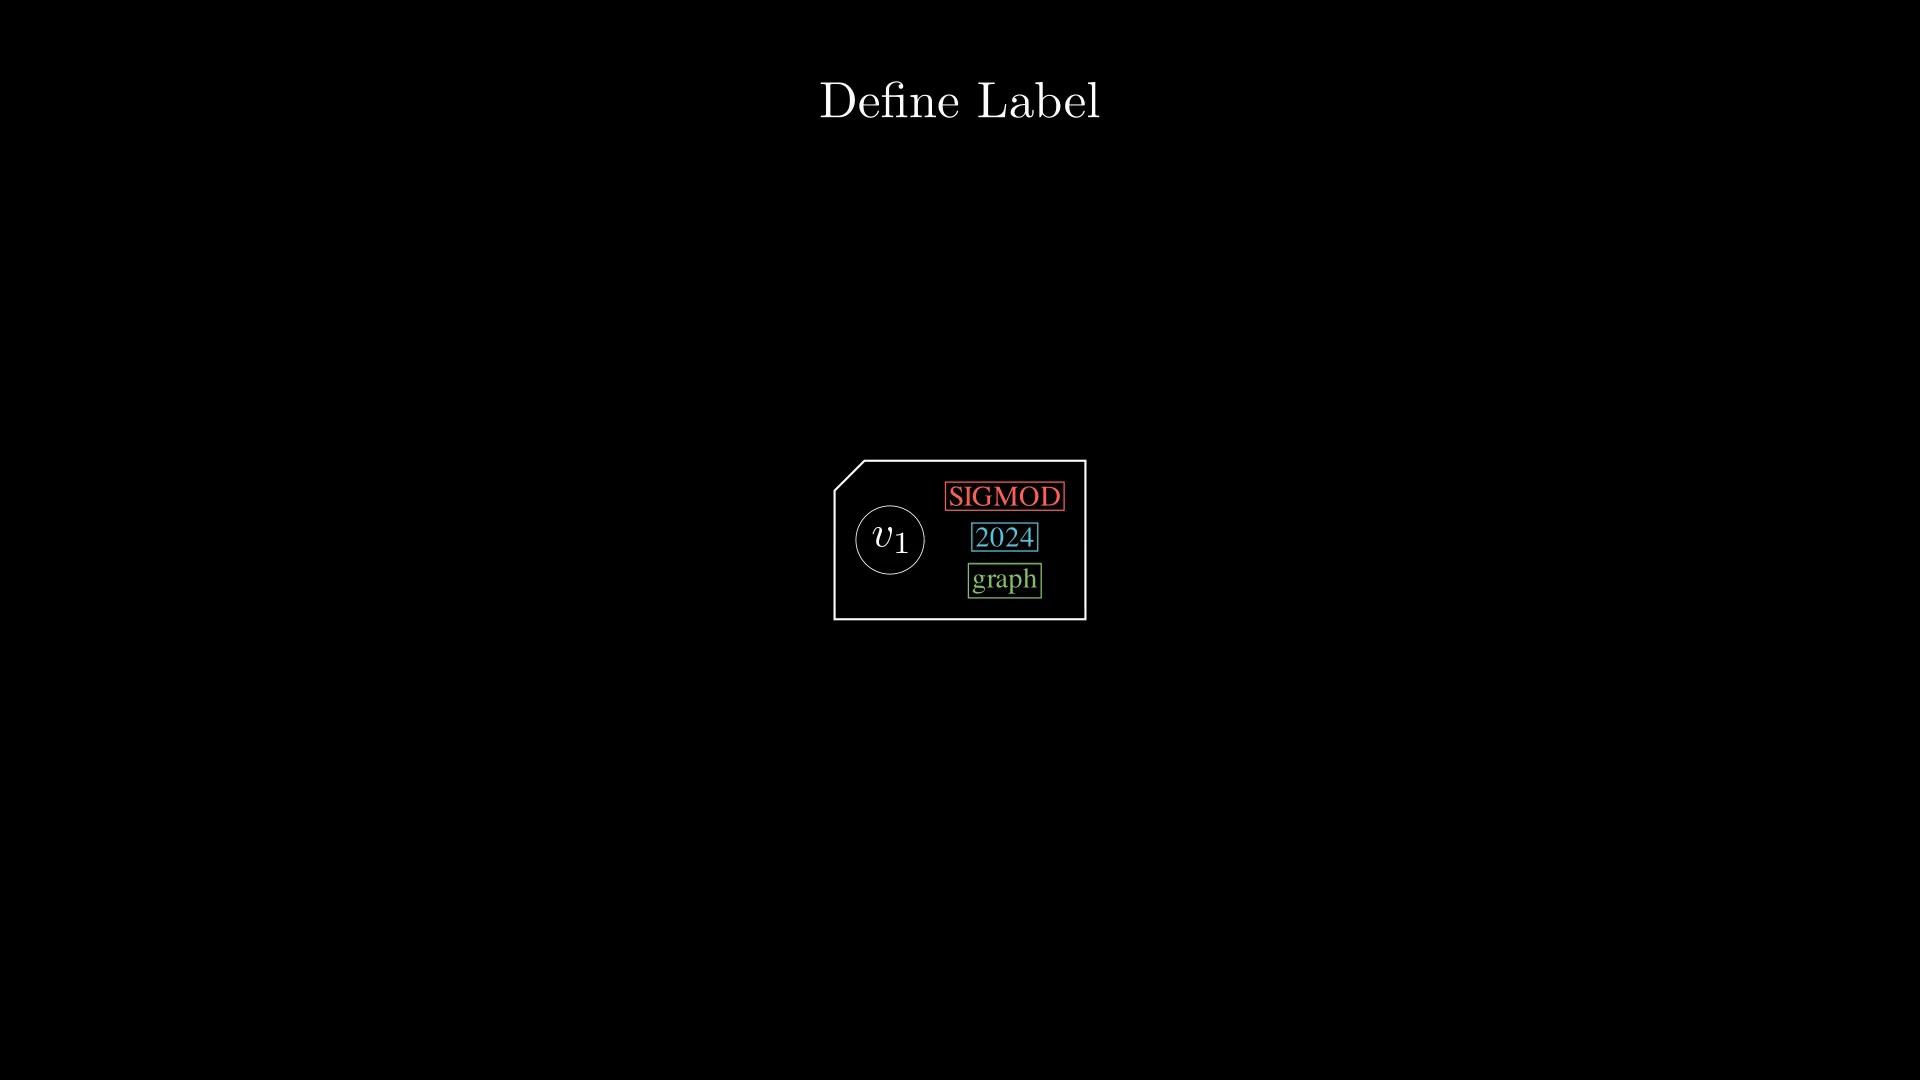 Define Label
v₁
SIGMOD
2024
graph